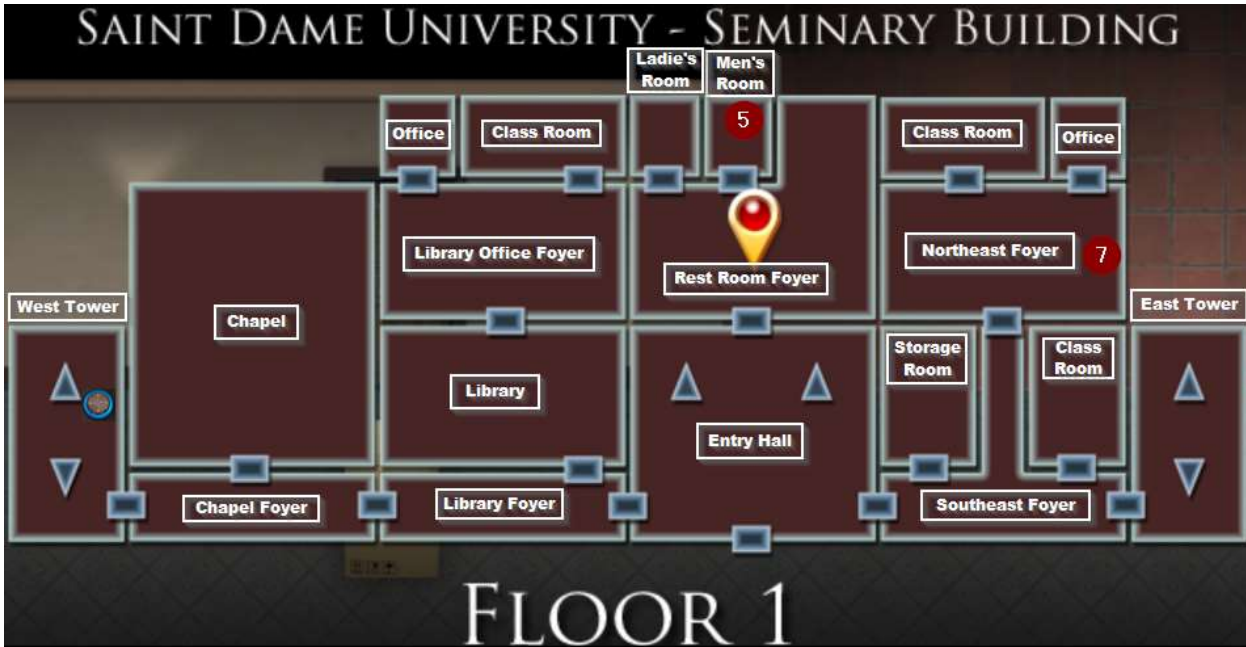 SAINT DAME UNIVERSITY - SEMINARY BUILDING
Ladie's
Room
Men's
Room
5
Office
Class Room
Class Room
Office
Library Office Foyer
Rest Room Foyer
Northeast Foyer
7
West Tower
Chapel
East Tower
Storage
Room
Class
Room
Library
Entry Hall
Chapel Foyer
Library Foyer
Southeast Foyer
FLOOR 1